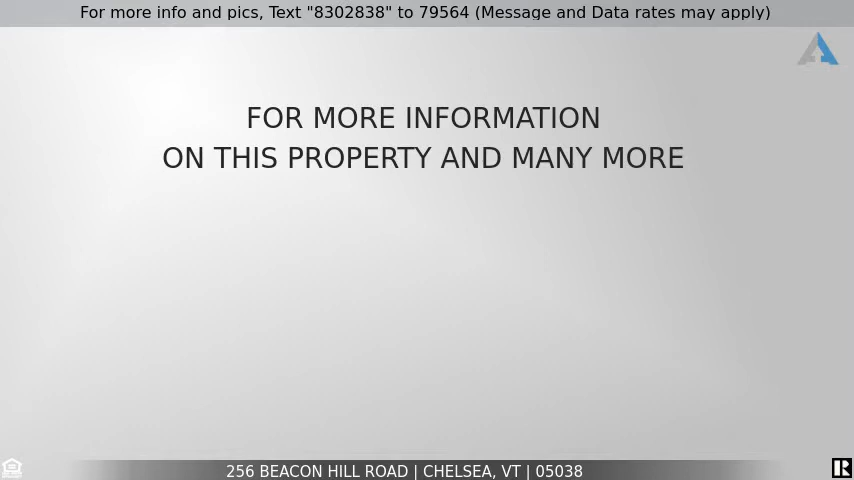 For more info and pics, Text "8302838" to 79564 (Message and Data rates may apply)
FOR MORE INFORMATION
ON THIS PROPERTY AND MANY MORE
256 BEACON HILL ROAD | CHELSEA, VT | 05038